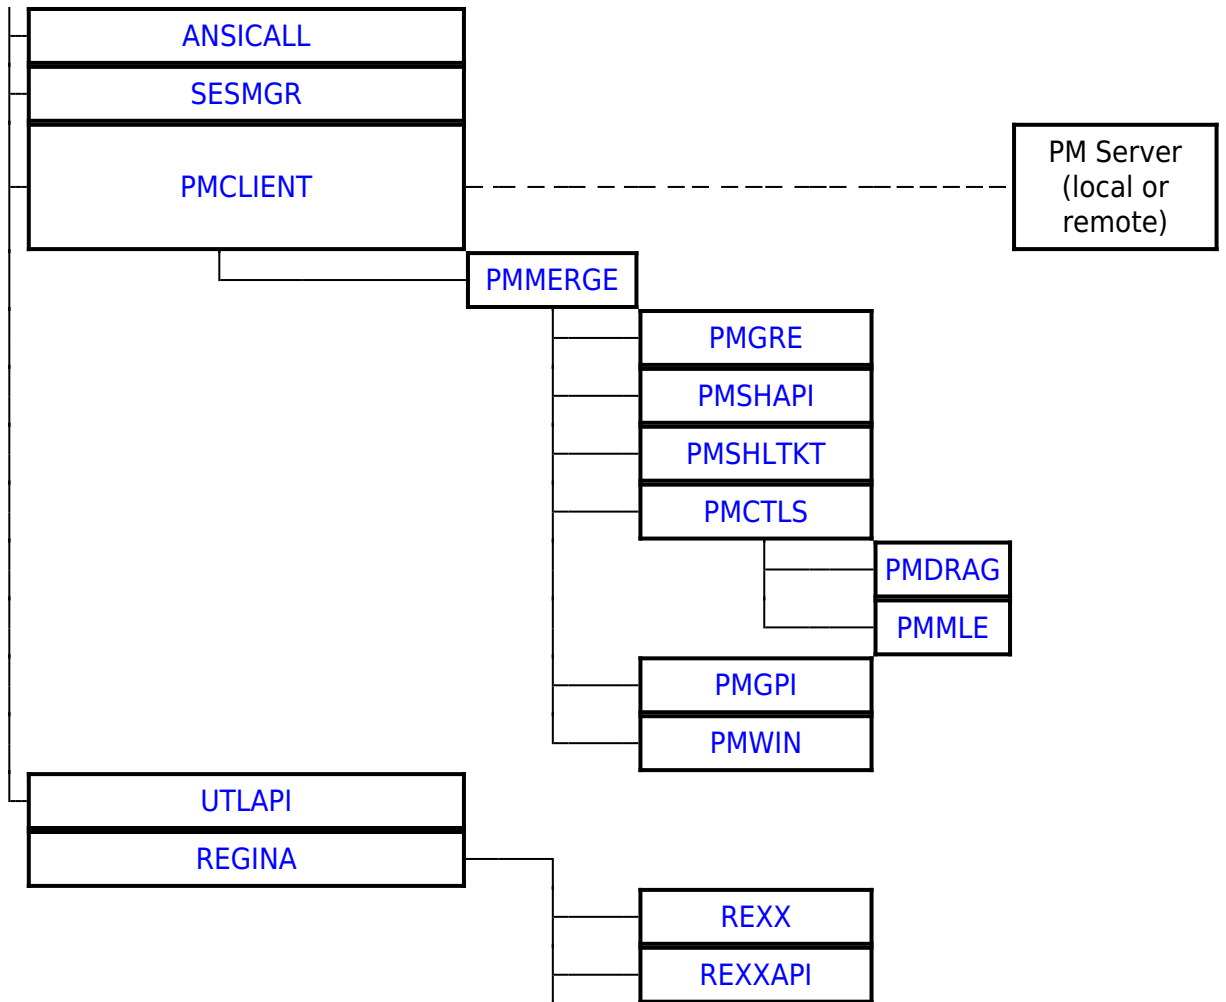 ANSICALL
SESMGR
PMCLIENT
PM Server
(local or
remote)
PMMERGE
PMGRE
PMSHAPI
PMSHLTKT
PMCTLS
PMDRAG
PMMLE
PMGPI
PMWIN
UTLAPI
REGINA
REXX
REXXAPI